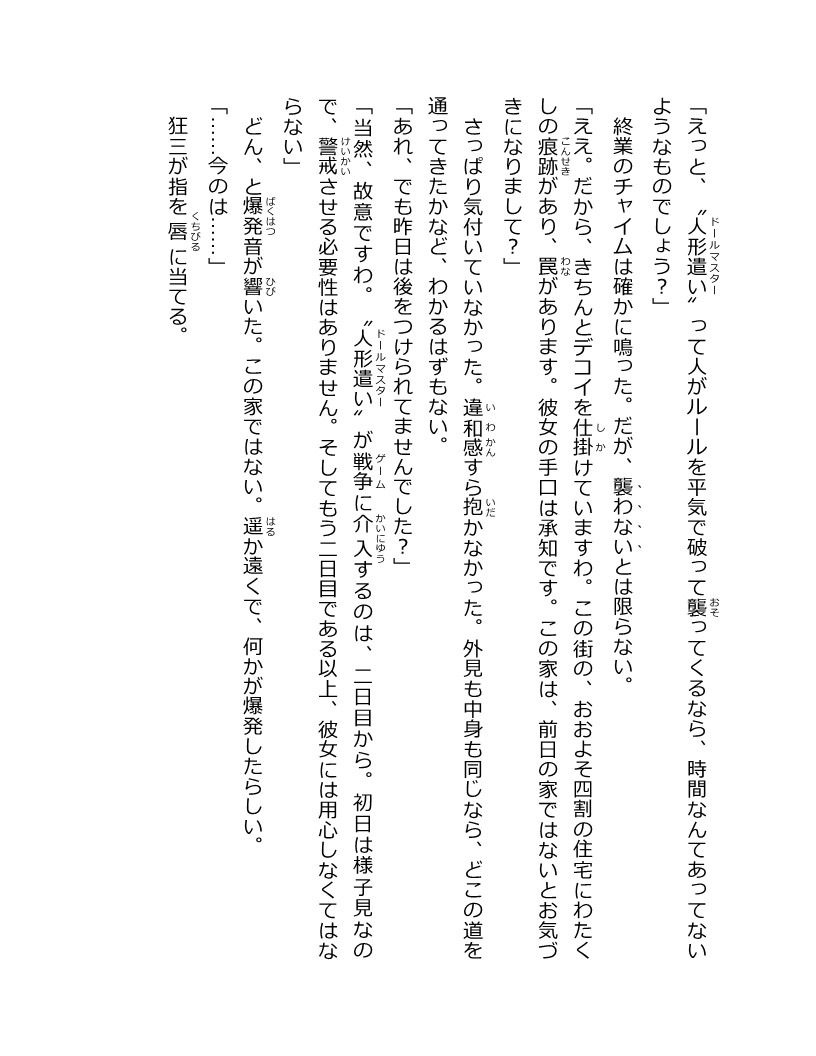 「えっと、〝人形遣い〟って人がルールを平気で破って襲ってくるなら、時間なんてあってない
ようなものでしょう？」
終業のチャイムは確かに鳴った。だが、襲わないとは限らない。
「ええ。だから、きちんとデコイを仕掛けていますわ。この街の、おおよそ四割の住宅にわたく
しの痕跡があり、罠があります。彼女の手口は承知です。この家は、前日の家ではないとお気づ
きになりまして？」
さっぱり気付いていなかった。違和感すら抱かなかった。外見も中身も同じなら、どこの道を
通ってきたかなど、わかるはずもない。
「あれ、でも昨日は後をつけられてませんでした？」
「当然、故意ですわ。〝人形遣い〟が戦争に介入するのは、二日目から。初日は様子見なの
で、警戒させる必要性はありません。そしてもう二日目である以上、彼女には用心しなくてはな
らない」
どん、と爆発音が響いた。この家ではない。遥か遠くで、何かが爆発したらしい。
「……今のは……」
狂三が指を唇に当てる。